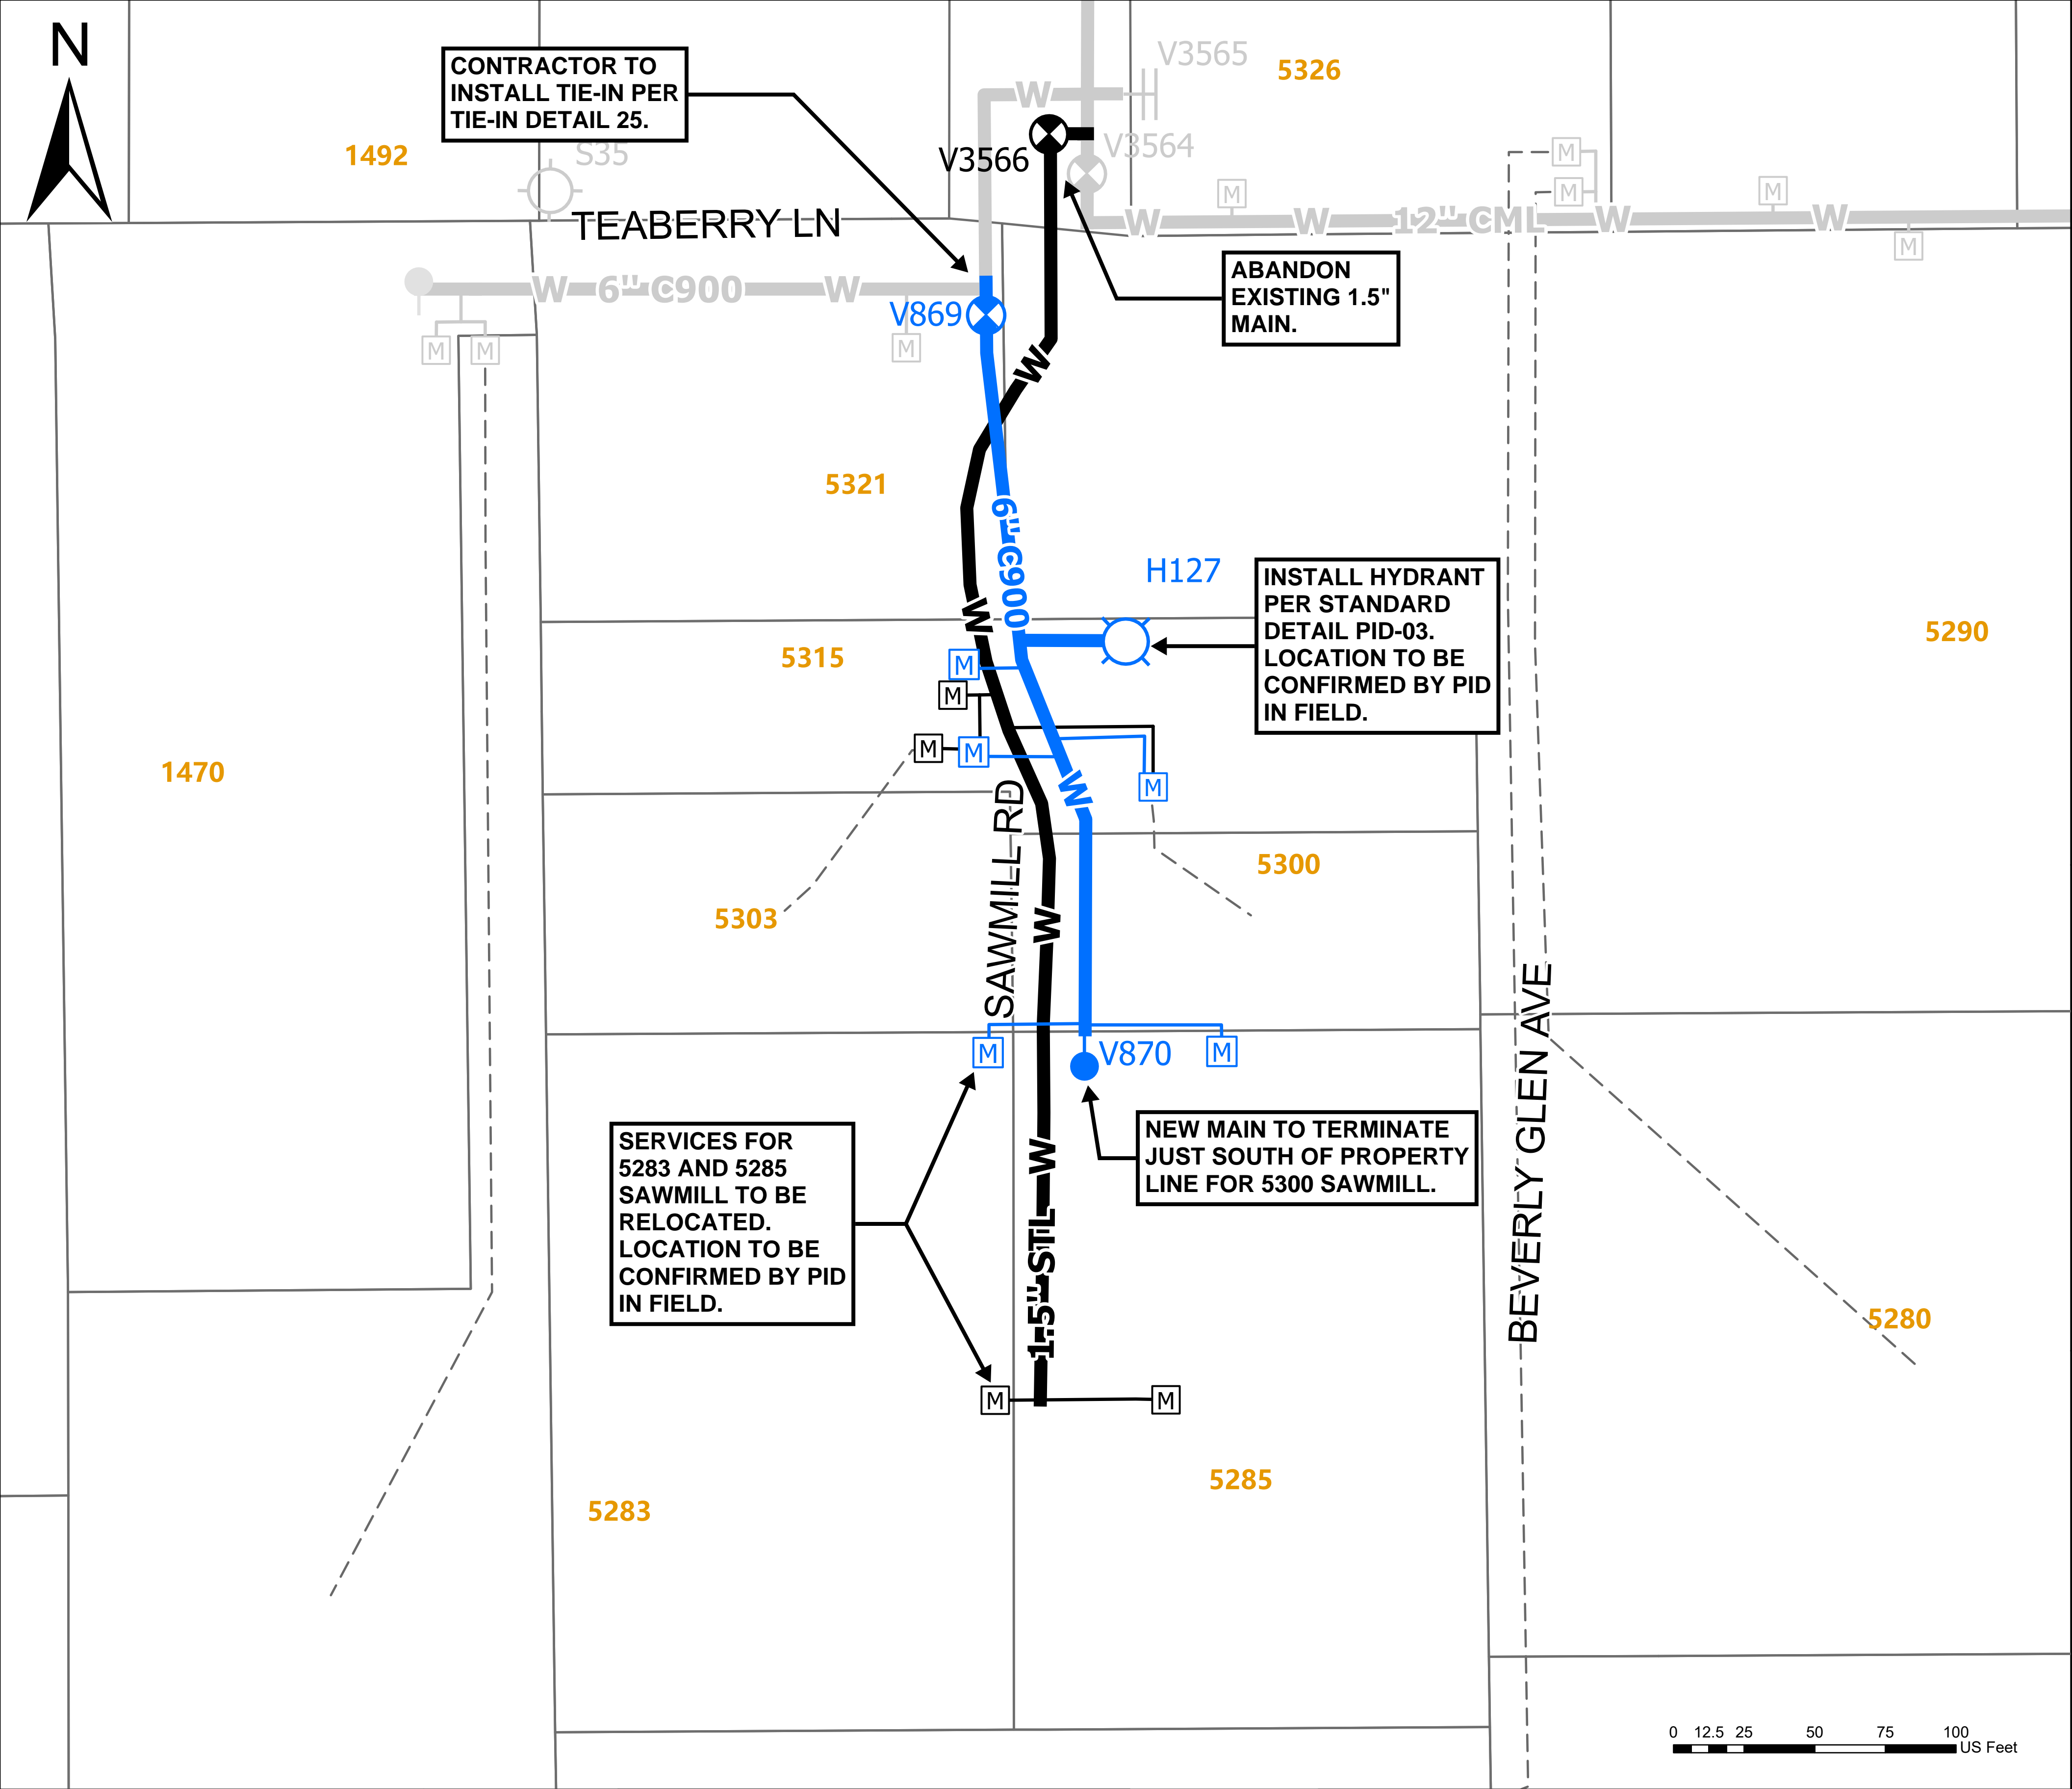 N
CONTRACTOR TO
INSTALL TIE-IN PER
TIE-IN DETAIL 25.
V3565
5326
W
V3566
V3564
1492
S35
M
M
M
M
TEABERRY LN
W
W
12" CML
W
W
M
W
6" C900
W
V869
M
M
M
ABANDON
EXISTING 1.5"
MAIN.
W
5321
6" C900
H127
INSTALL HYDRANT
PER STANDARD
DETAIL PID-03.
LOCATION TO BE
CONFIRMED BY PID
IN FIELD.
W
5290
5315
M
M
M
M
M
1470
W
SAWMILL RD
5300
5303
W
BEVERLY GLEN AVE
M
V870
M
SERVICES FOR
5283 AND 5285
SAWMILL TO BE
RELOCATED.
LOCATION TO BE
CONFIRMED BY PID
IN FIELD.
NEW MAIN TO TERMINATE
JUST SOUTH OF PROPERTY
LINE FOR 5300 SAWMILL.
W
1.5" STL
5280
M
M
5285
5283
0 12.5 25 50 75 100
US Feet